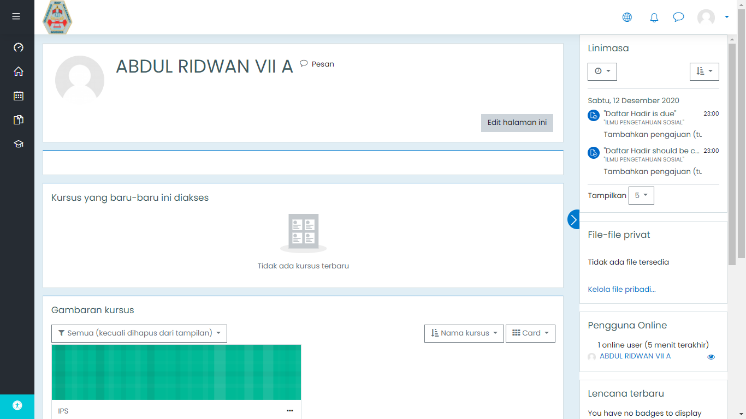 ABDUL RIDWAN VII A
Pesan
Edit halaman ini
Kursus yang baru-baru ini diakses
Tidak ada kursus terbaru
Gambaran kursus
Semua (kecuali dihapus dari tampilan)
Nama kursus
Card
IPS
Linimasa
Sabtu, 12 Desember 2020
"Daftar Hadir is due" 23:00
"ILMU PENGETAHUAN SOSIAL"
Tambahkan pengajuan (tu
"Daftar Hadir should be c... 23:00
"ILMU PENGETAHUAN SOSIAL"
Tambahkan pengajuan (tu
Tampilkan 5
File-file privat
Tidak ada file tersedia
Kelola file pribadi...
Pengguna Online
1 online user (5 menit terakhir)
ABDUL RIDWAN VII A
Lencana terbaru
You have no badges to display